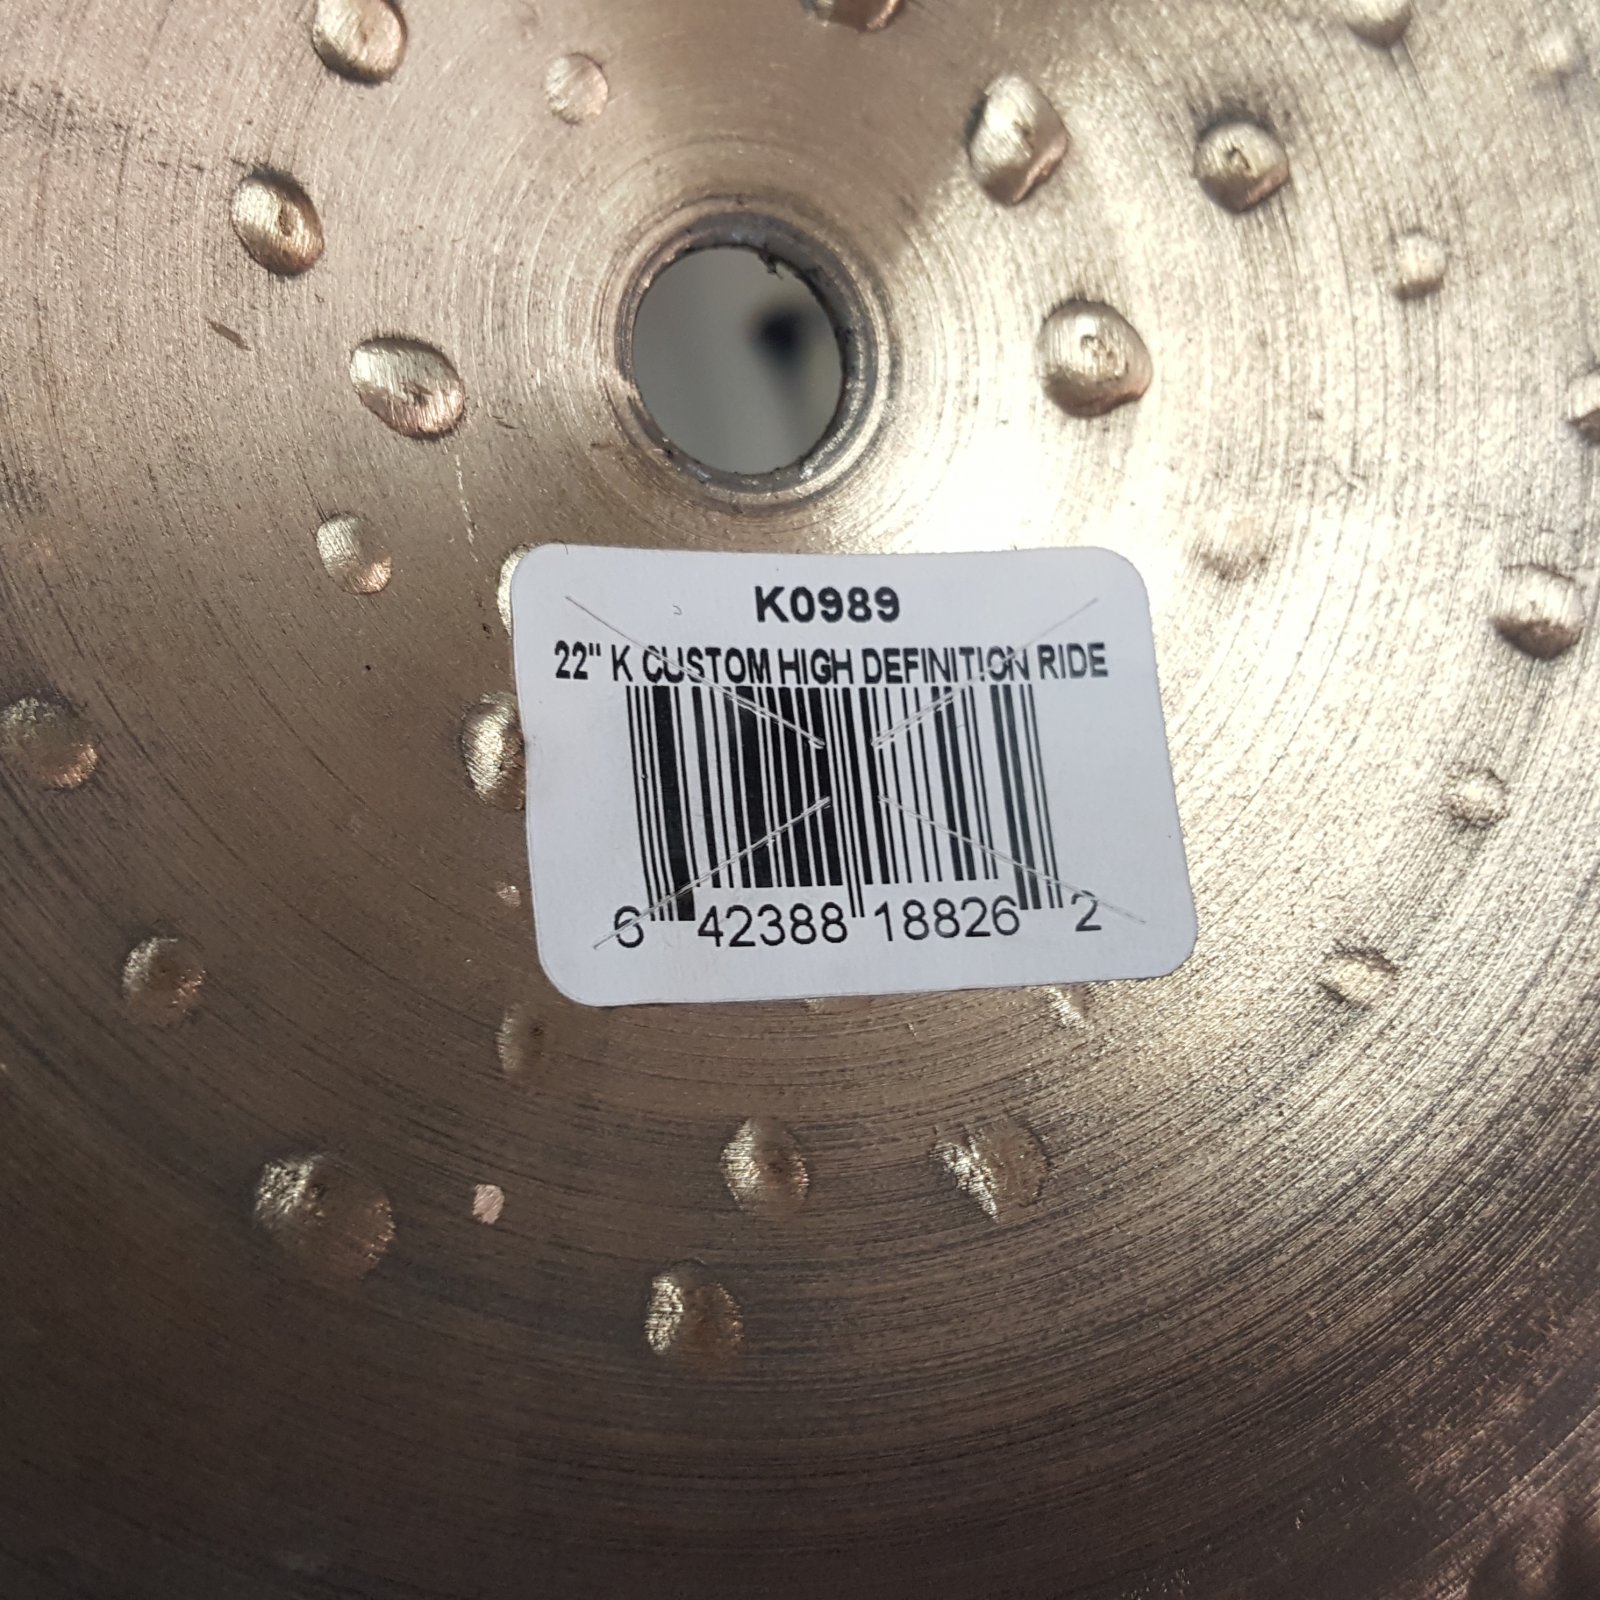 K0989
22" K CUSTOM HIGH DEFINITION RIDE
6 42388 18826 2